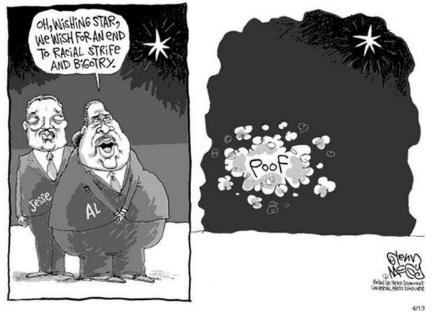 OH, WISHING STAR,
WE WISH FOR AN END
TO RACIAL STRIFE
AND BIGOTRY.
Jesse
AL
POOF
Glenn
McCoy
4/13